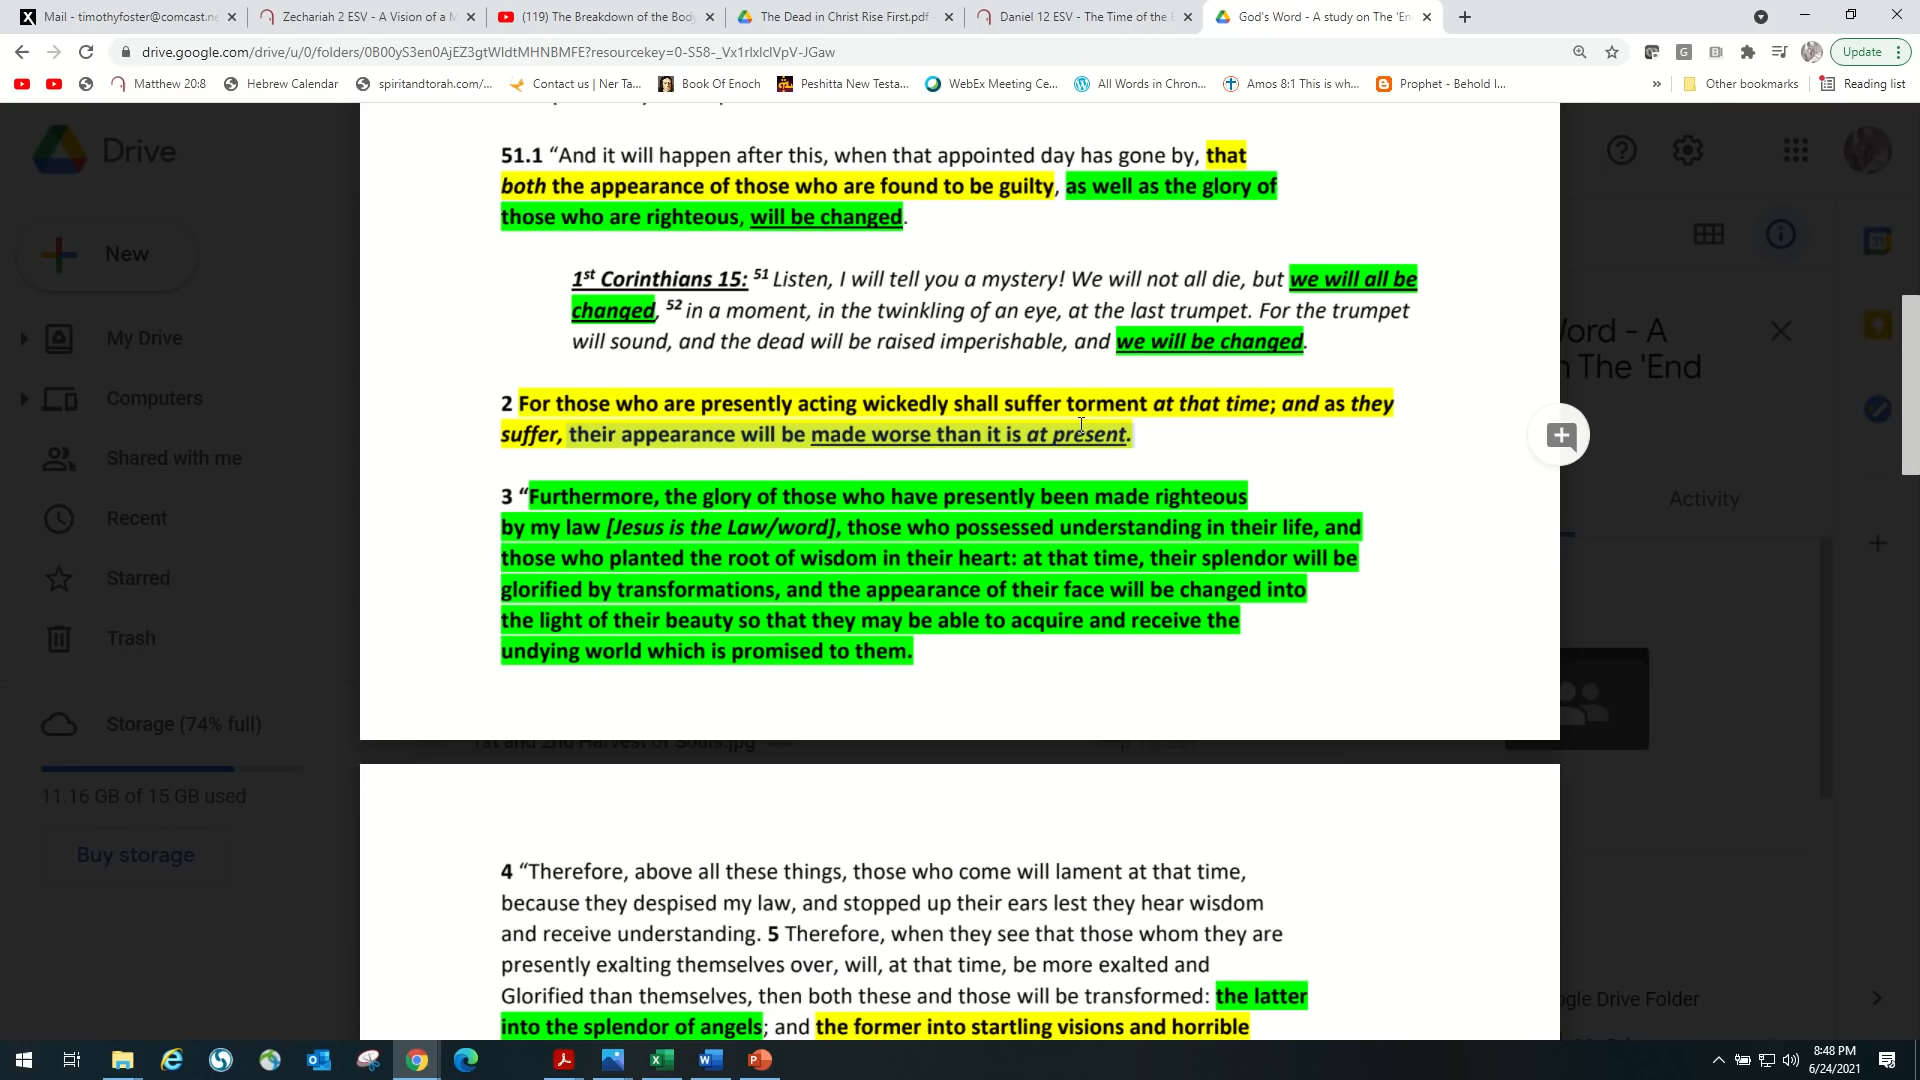 Mail - timothyfoster@comcast.ne
Zechariah 2 ESV - A Vision of a M
(119) The Breakdown of the Body
The Dead in Christ Rise First.pdf -
Daniel 12 ESV - The Time of the E
God's Word - A study on The 'En
drive.google.com/drive/u/0/folders/0B00yS3en0AjEZ3gtWldtMHNBMFE?resourcekey=0-S58-_Vx1rlxlclVpV-JGaw
Update
Matthew 20:8
Hebrew Calendar
spiritandtorah.com/...
Contact us | Ner Ta...
Book Of Enoch
Peshitta New Testa...
WebEx Meeting Ce...
All Words in Chron...
Amos 8:1 This is wh...
Prophet - Behold I...
»
Other bookmarks
Reading list
Drive
New
My Drive
Computers
Shared with me
Recent
Starred
Trash
Storage (74% full)
11.16 GB of 15 GB used
Buy storage
51.1 “And it will happen after this, when that appointed day has gone by, that
both the appearance of those who are found to be guilty, as well as the glory of
those who are righteous, will be changed.
1st Corinthians 15: 51 Listen, I will tell you a mystery! We will not all die, but we will all be
changed, 52 in a moment, in the twinkling of an eye, at the last trumpet. For the trumpet
will sound, and the dead will be raised imperishable, and we will be changed.
2 For those who are presently acting wickedly shall suffer torment at that time; and as they
suffer, their appearance will be made worse than it is at present.
3 “Furthermore, the glory of those who have presently been made righteous
by my law [Jesus is the Law/word], those who possessed understanding in their life, and
those who planted the root of wisdom in their heart: at that time, their splendor will be
glorified by transformations, and the appearance of their face will be changed into
the light of their beauty so that they may be able to acquire and receive the
undying world which is promised to them.
1st and 2nd Harvest of Souls.jpg
4 “Therefore, above all these things, those who come will lament at that time,
because they despised my law, and stopped up their ears lest they hear wisdom
and receive understanding. 5 Therefore, when they see that those whom they are
presently exalting themselves over, will, at that time, be more exalted and
Glorified than themselves, then both these and those will be transformed: the latter
into the splendor of angels; and the former into startling visions and horrible
Word - A
n The 'End
Activity
ogle Drive Folder
8:48 PM
6/24/2021